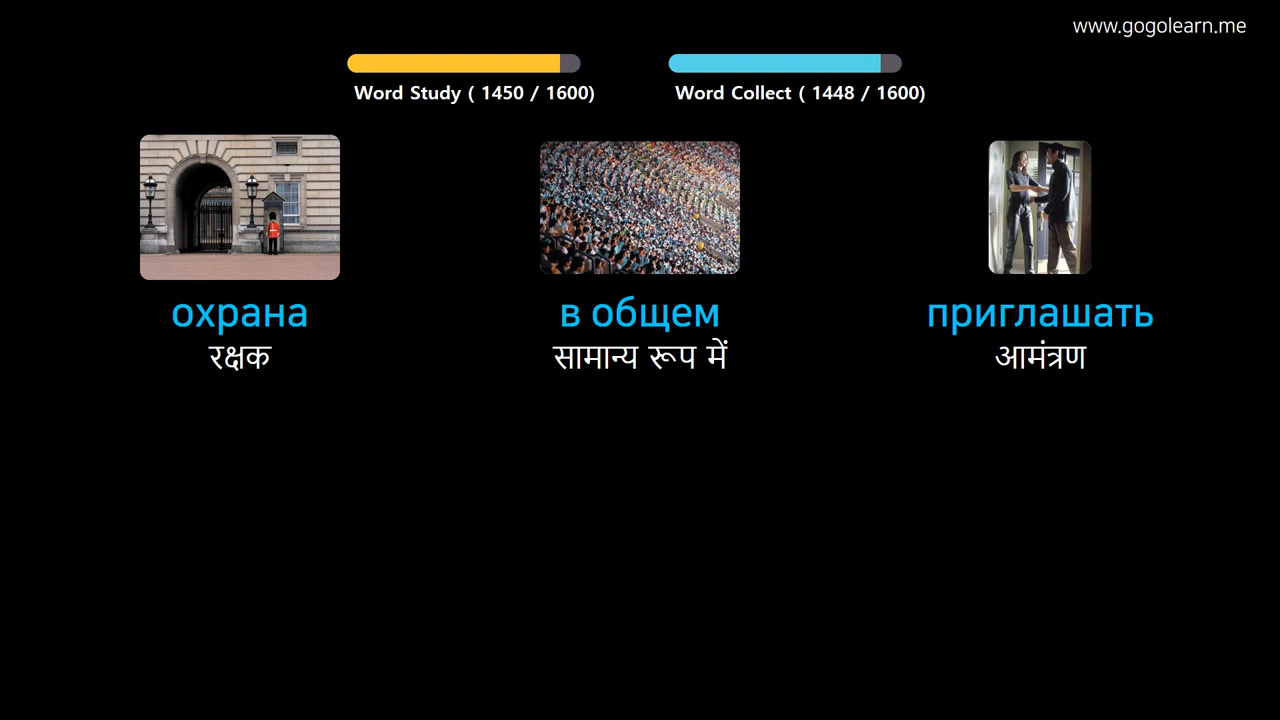 www.gogolearn.me
Word Study ( 1450 / 1600)
Word Collect ( 1448 / 1600)
охрана
रक्षक
в общем
सामान्य रूप में
приглашать
आमंत्रण